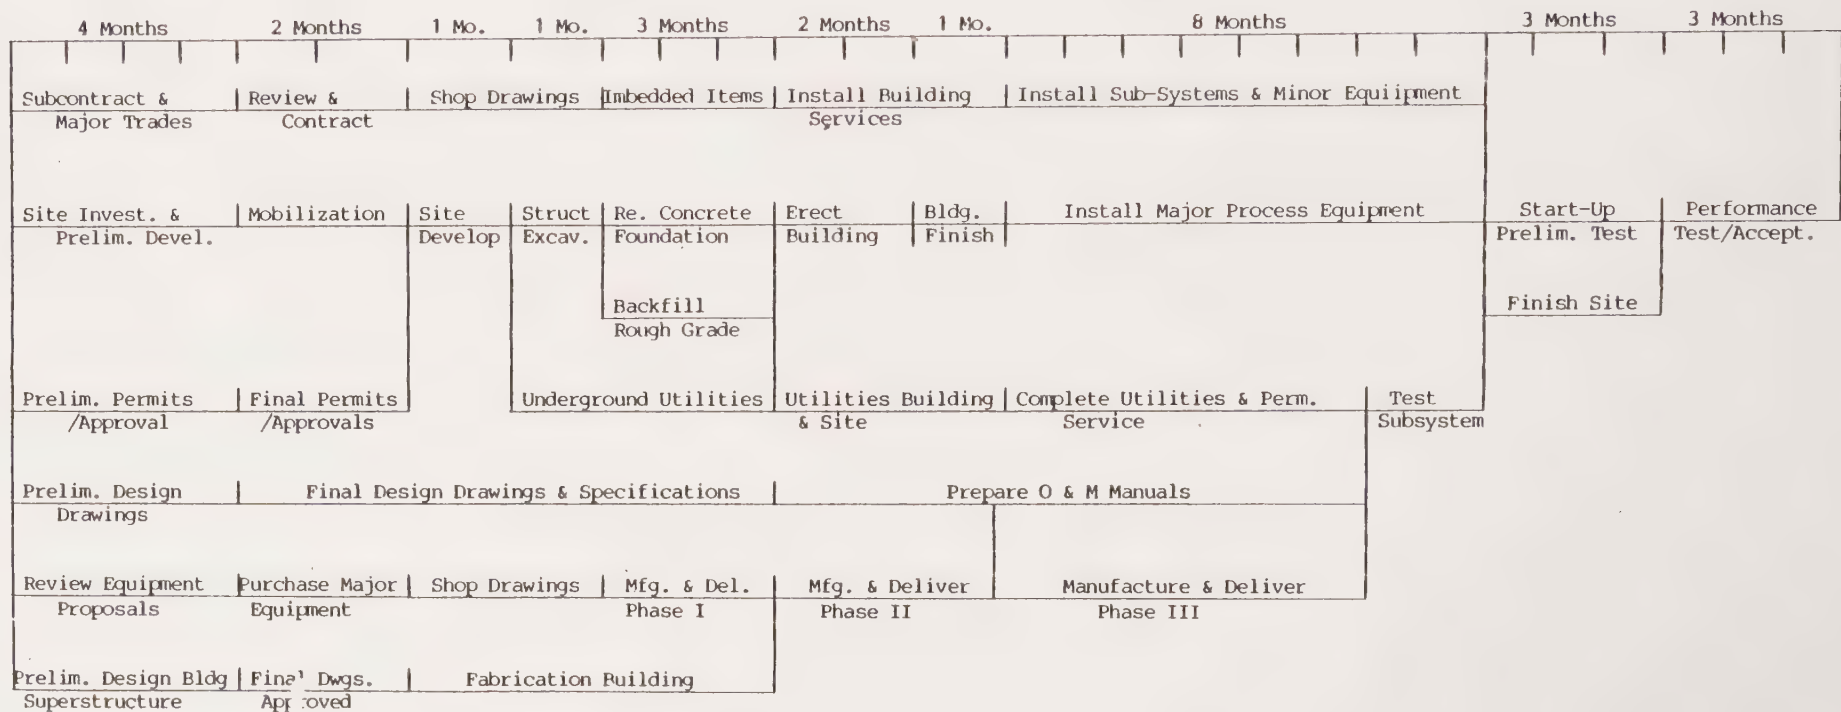 4 Months 2 Months 1 Mo. 1 Mo. 3 Months 2 Months 1 Mo. 8 Months 3 Months 3 Months
Subcontract & Review & Shop Drawings Imbedded Items Install Building Install Sub-Systems & Minor Equiipment
Major Trades Contract Services
Site Invest. & Mobilization Site Struct Re. Concrete Erect Bldg. Install Major Process Equipment Start-Up Performance
Prelim. Devel. Develop Excav. Foundation Building Finish Prelim. Test Test/Accept.
Backfill Finish Site
Rough Grade
Prelim. Permits Final Permits Underground Utilities Utilities Building Complete Utilities & Perm. Test
/Approval /Approvals & Site Service Subsystem
Prelim. Design Final Design Drawings & Specifications Prepare O & M Manuals
Drawings
Review Equipment Purchase Major Shop Drawings Mfg. & Del. Mfg. & Deliver Manufacture & Deliver
Proposals Equipment Phase I Phase II Phase III
Prelim. Design Bldg Final Dwgs. Fabrication Building
Superstructure Approved